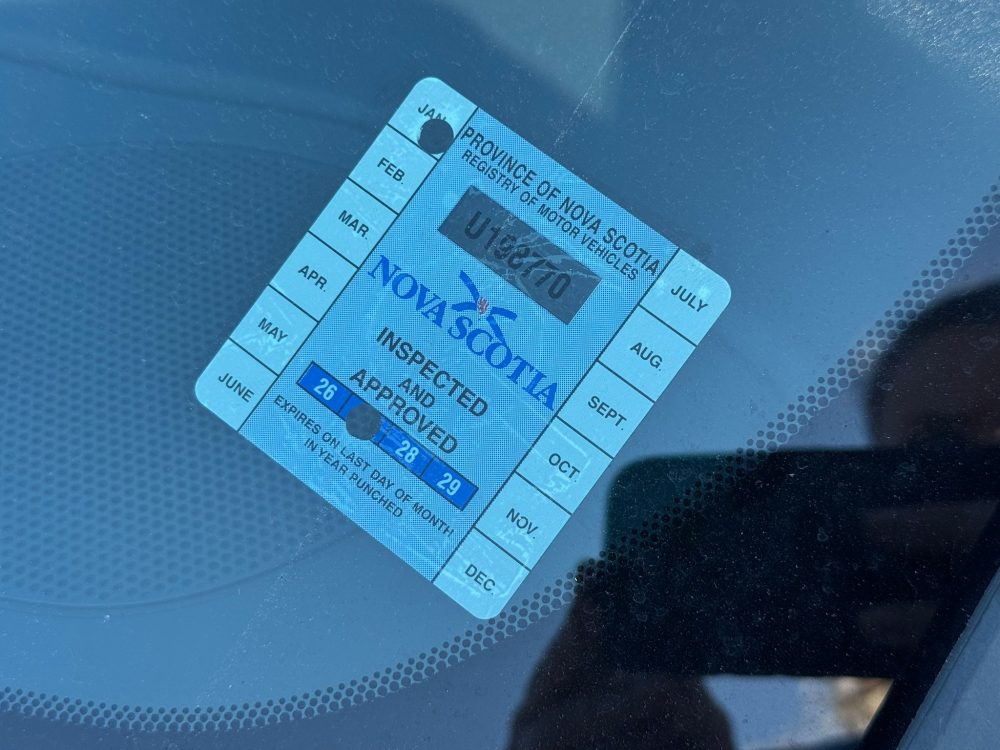 JAN.
FEB.
MAR.
APR.
MAY
JUNE
PROVINCE OF NOVA SCOTIA
REGISTRY OF MOTOR VEHICLES
U198770
NOVA SCOTIA
INSPECTED
AND
APPROVED
26 28 29
EXPIRES ON LAST DAY OF MONTH
IN YEAR PUNCHED
JULY
AUG.
SEPT.
OCT.
NOV.
DEC.